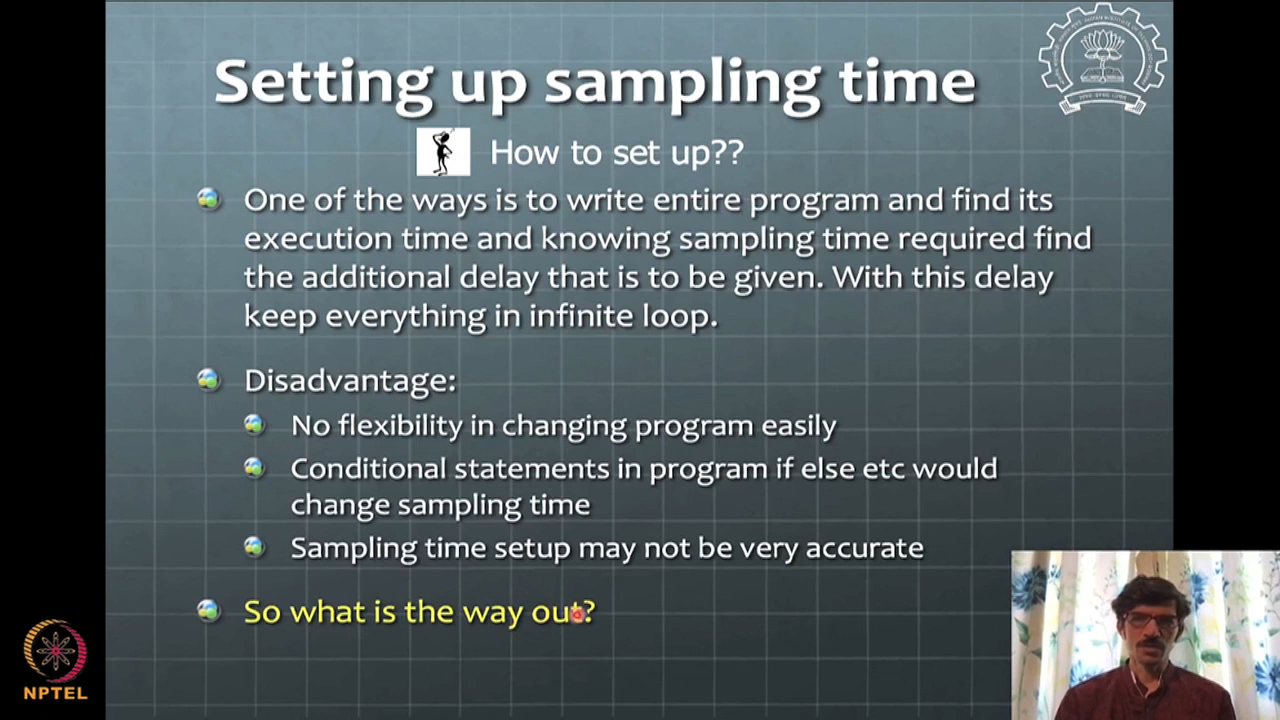 Setting up sampling time
How to set up??
One of the ways is to write entire program and find its
execution time and knowing sampling time required find
the additional delay that is to be given. With this delay
keep everything in infinite loop.
Disadvantage:
No flexibility in changing program easily
Conditional statements in program if else etc would
change sampling time
Sampling time setup may not be very accurate
So what is the way out?
NPTEL